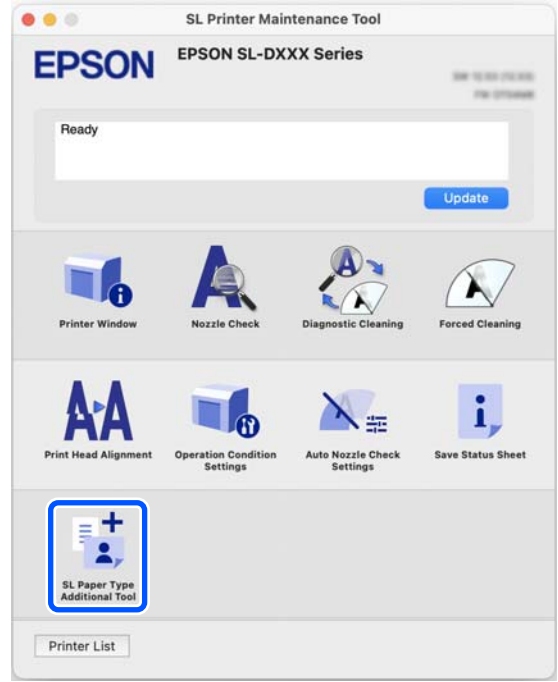 SL Printer Maintenance Tool
EPSON
EPSON SL-DXXX Series
Ready
Update
Printer Window
Nozzle Check
Diagnostic Cleaning
Forced Cleaning
Print Head Alignment
Operation Condition
Settings
Auto Nozzle Check
Settings
Save Status Sheet
SL Paper Type
Additional Tool
Printer List